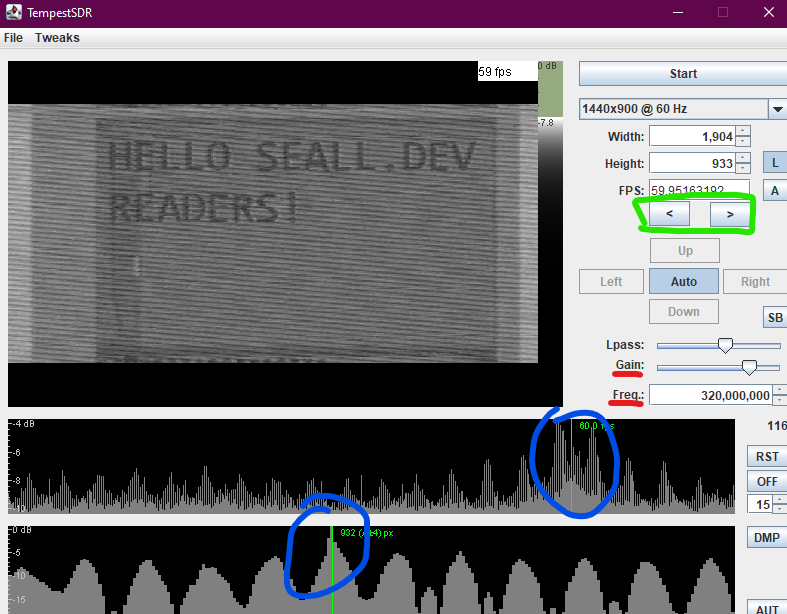 TempestSDR
File Tweaks
59 fps
0 dB
-7.8
HELLO SEALL.DEV
READERS!
Start
1440x900 @ 60 Hz
Width: 1,904
Height: 933
L
FPS: 59.95163192
A
< >
Up
Left Auto Right
Down
SB
Lpass:
Gain:
Freq.: 320,000,000
-4 dB
60.0 fps
116
-6
-8
-10
RST
OFF
15
0 dB
932 px
-5
-10
-15
DMP
AUT